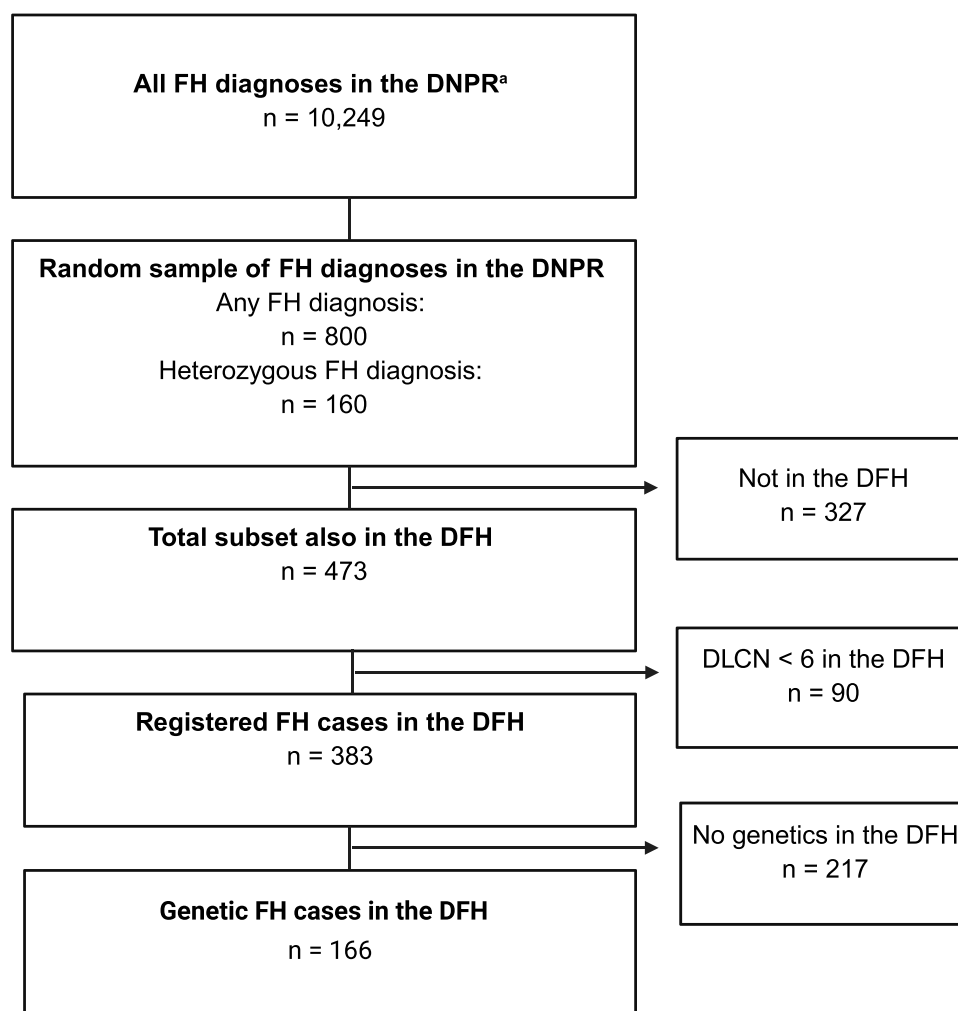 All FH diagnoses in the DNPRᵃ
n = 10,249
Random sample of FH diagnoses in the DNPR
Any FH diagnosis:
n = 800
Heterozygous FH diagnosis:
n = 160
Not in the DFH
n = 327
Total subset also in the DFH
n = 473
DLCN < 6 in the DFH
n = 90
Registered FH cases in the DFH
n = 383
No genetics in the DFH
n = 217
Genetic FH cases in the DFH
n = 166